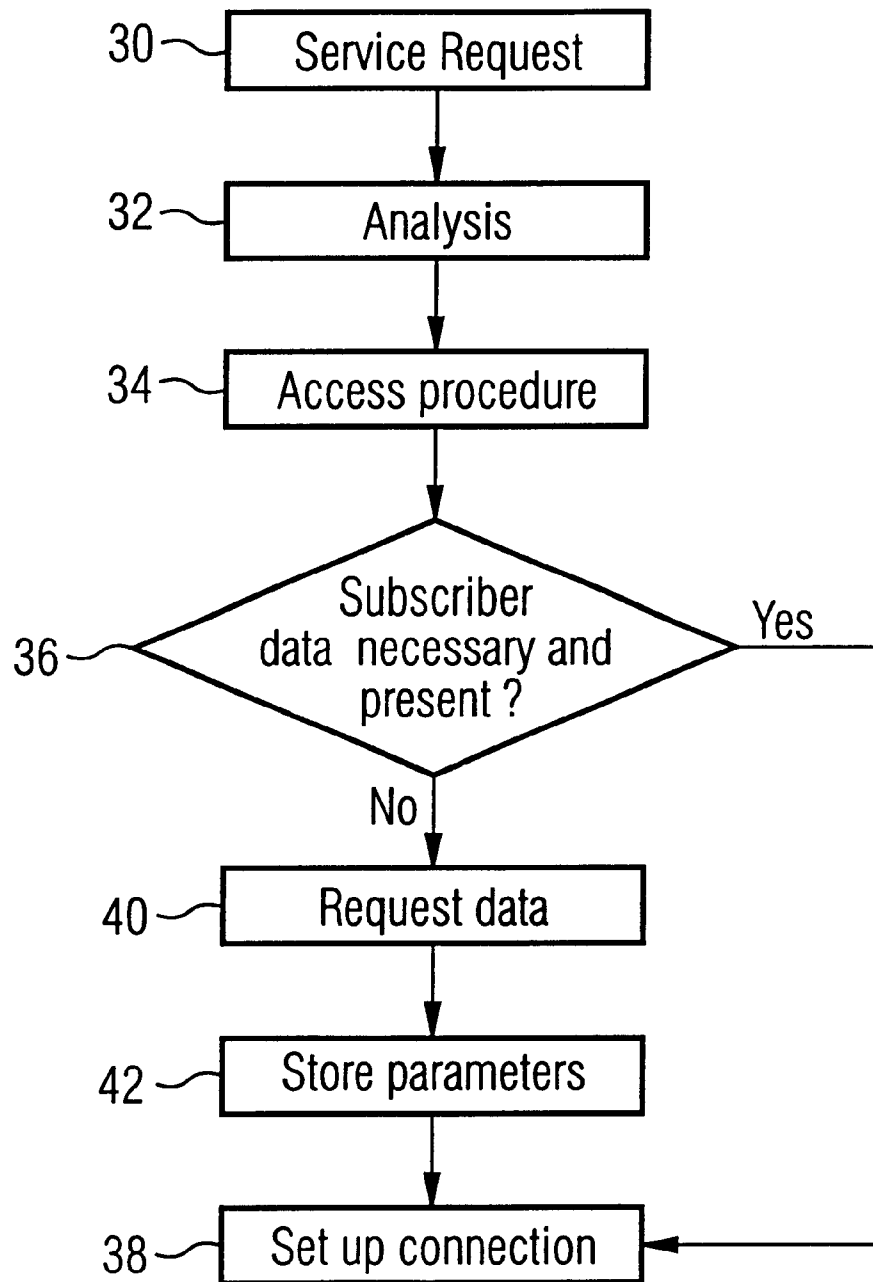 30
Service Request
32
Analysis
34
Access procedure
36
Subscriber
data necessary and
present ?
Yes
No
40
Request data
42
Store parameters
38
Set up connection